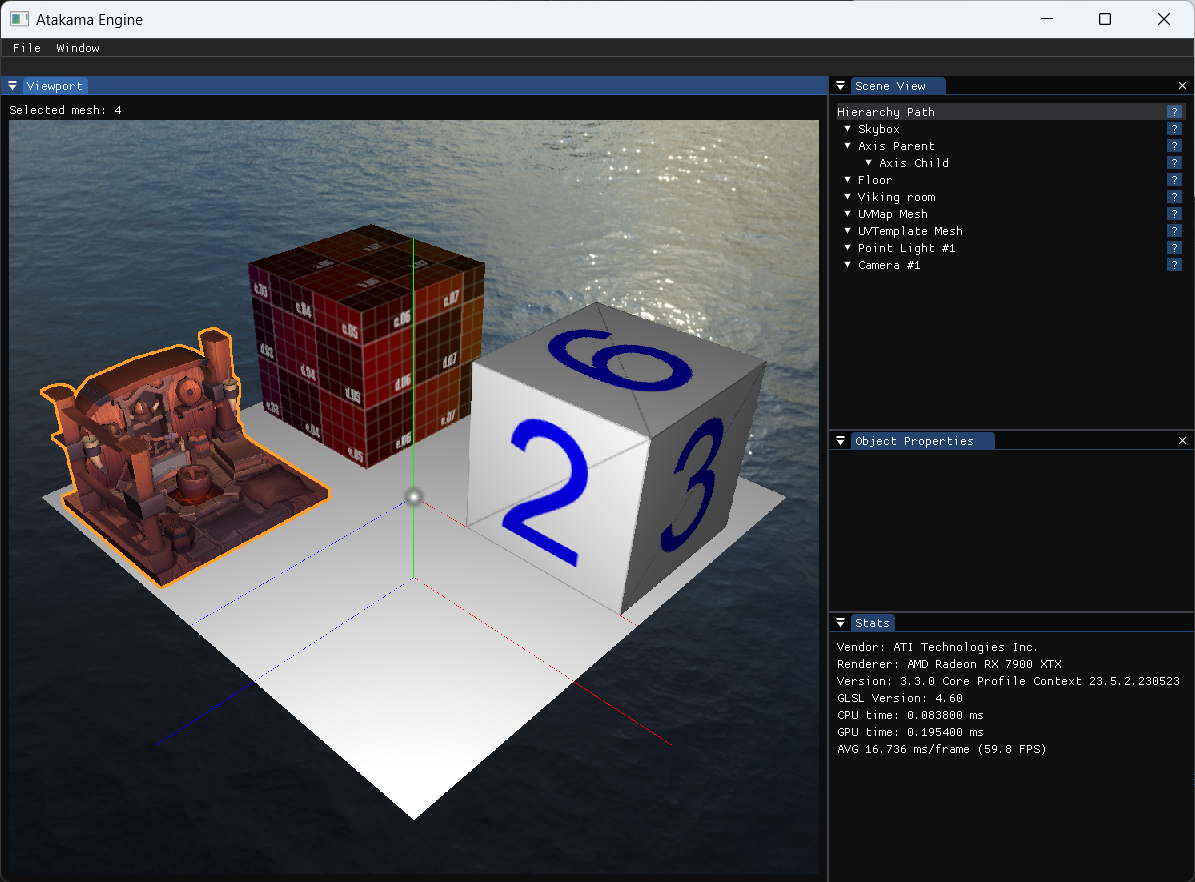 Atakama Engine
File Window
Viewport
Selected mesh: 4
c.03
c.04
c.05
c.06
c.07
d.03
d.04
d.05
d.06
d.07
e.03
e.04
e.05
e.06
e.07
6
2
3
Scene View
Hierarchy Path ?
Skybox ?
Axis Parent ?
Axis Child ?
Floor ?
Viking room ?
UVMap Mesh ?
UVTemplate Mesh ?
Point Light #1 ?
Camera #1 ?
Object Properties
Stats
Vendor: ATI Technologies Inc.
Renderer: AMD Radeon RX 7900 XTX
Version: 3.3.0 Core Profile Context 23.5.2.230523
GLSL Version: 4.60
CPU time: 0.083800 ms
GPU time: 0.195400 ms
AVG 16.736 ms/frame (59.8 FPS)